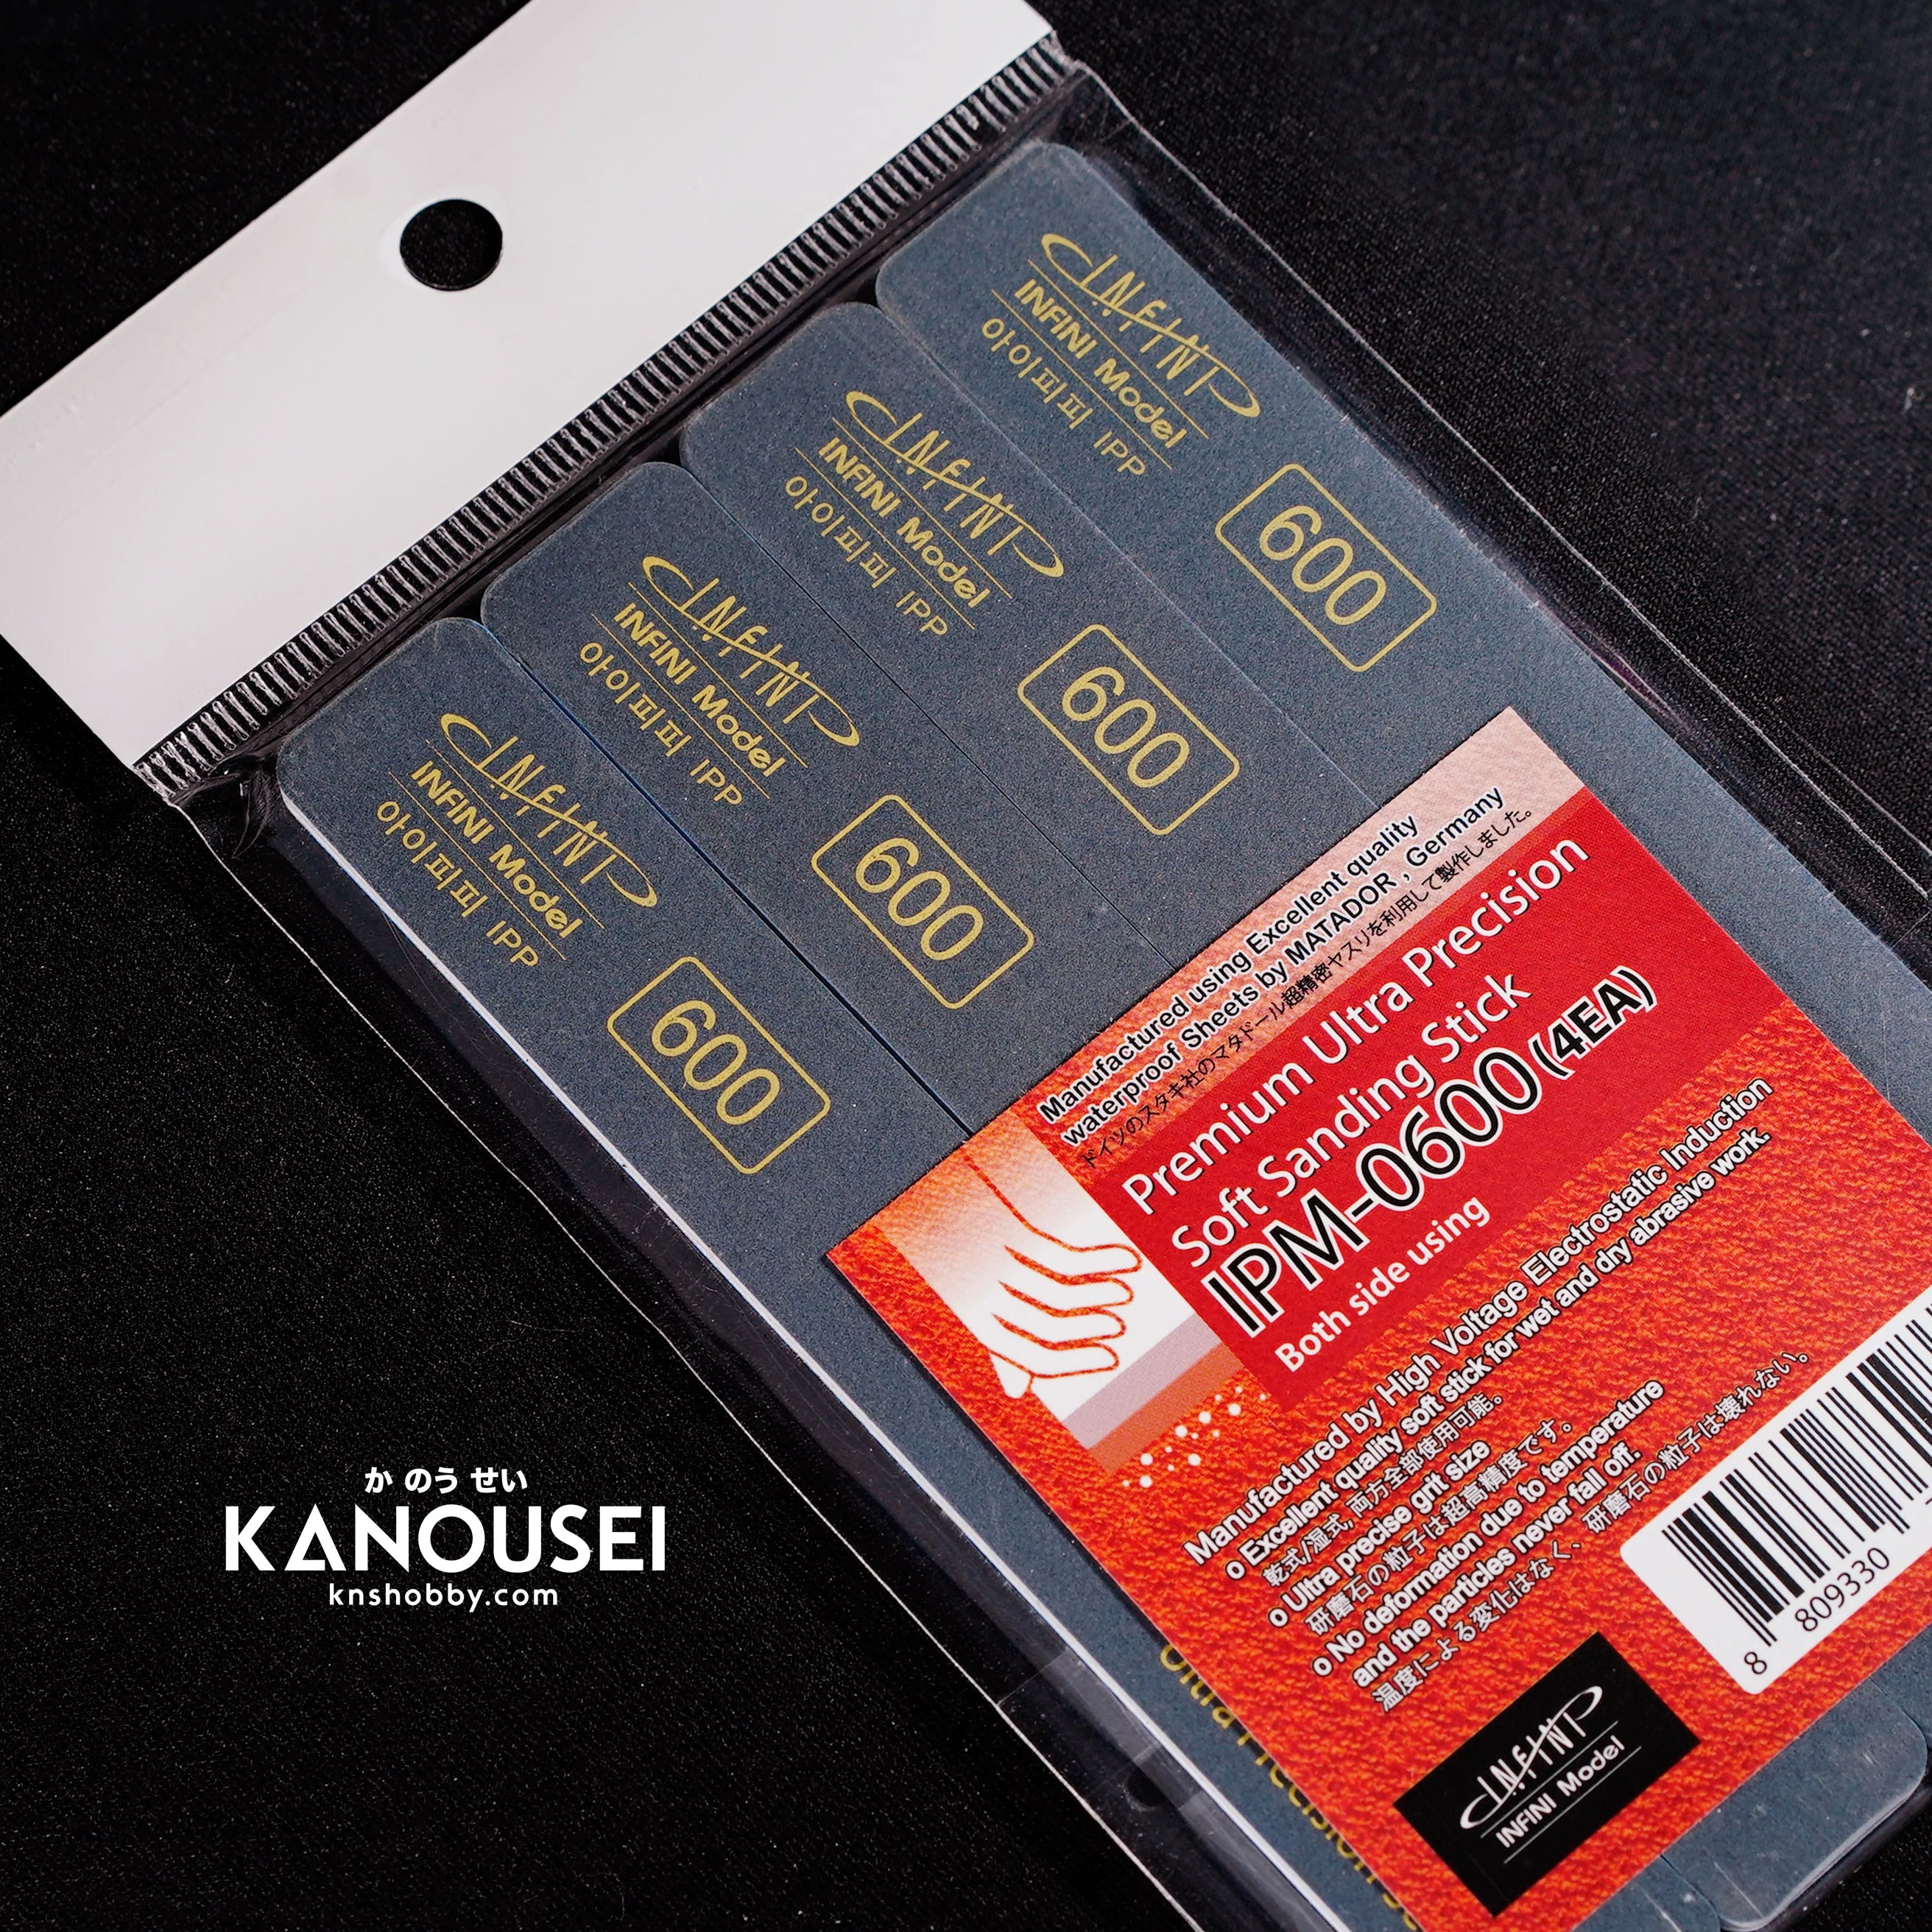 INFINI
INFINI Model
아이피피 IPP
600
INFINI
INFINI Model
아이피피 IPP
600
INFINI
INFINI Model
아이피피 IPP
600
INFINI
INFINI Model
아이피피 IPP
600
Manufactured using Excellent quality
waterproof Sheets by MATADOR , Germany
ドイツのスタキ社のマタドール超精密ヤスリを利用して製作しました。
Premium Ultra Precision
Soft Sanding Stick
IPM-0600 (4EA)
Both side using
Manufactured by High Voltage Electrostatic Induction
o Excellent quality soft stick for wet and dry abrasive work.
乾式/湿式, 両方全部使用可能。
o Ultra precise grit size
研磨石の粒子は超高精度です。
o No deformation due to temperature
and the particles never fall off.
温度による変化はなく、研磨石の粒子は壊れない。
8 809330
INFINI
INFINI Model
Ultra Precision S
か のう せい
KANOUSEI
knshobby.com